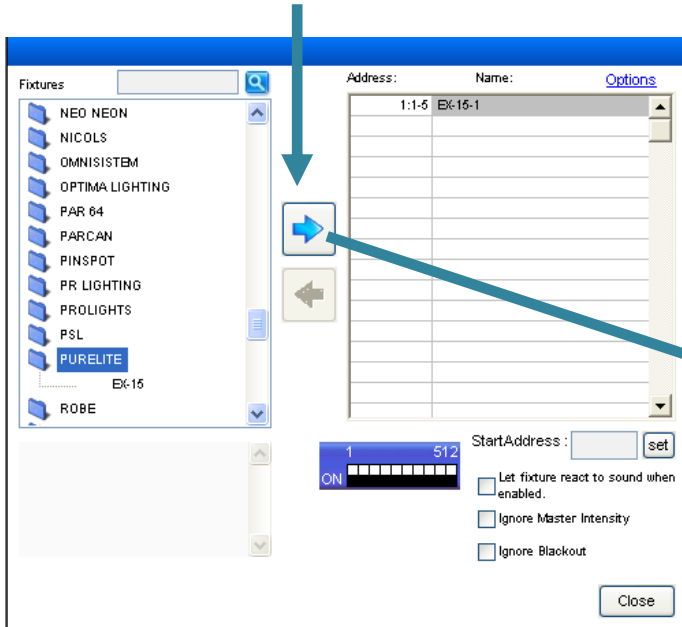 Fixtures
NEO NEON
NICOLS
OMNISISTEM
OPTIMA LIGHTING
PAR 64
PARCAN
PINSPOT
PR LIGHTING
PROLIGHTS
PSL
PURELITE
EX-15
ROBE
Address: Name: Options
1:1-5 EX-15-1
1 512
ON
StartAddress : set
Let fixture react to sound when
enabled.
Ignore Master Intensity
Ignore Blackout
Close